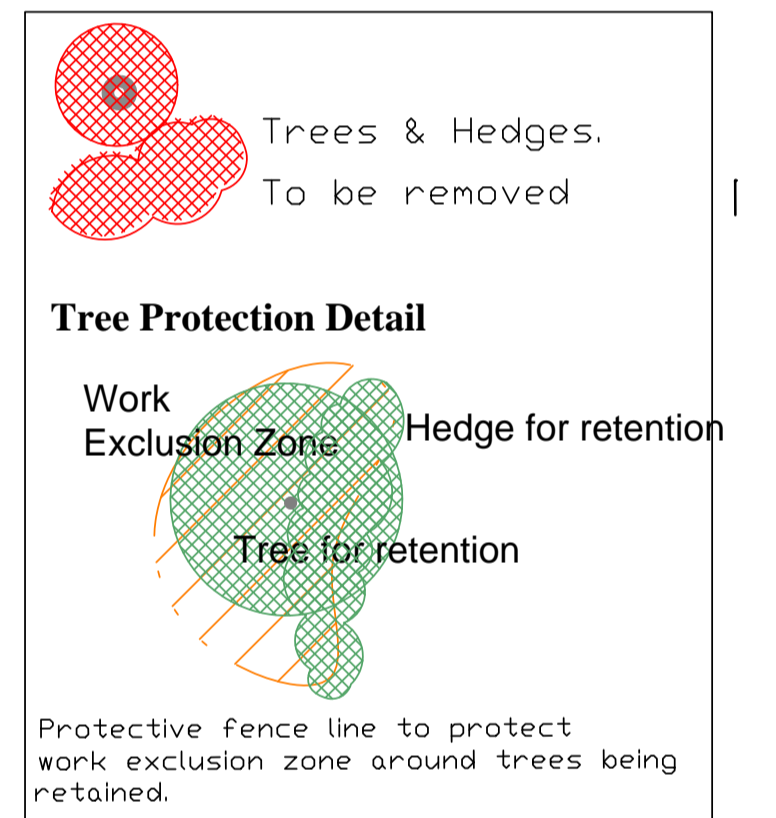 Trees & Hedges.
To be removed
Tree Protection Detail
Work
Exclusion Zone
Hedge for retention
Tree for retention
Protective fence line to protect
work exclusion zone around trees being
retained.